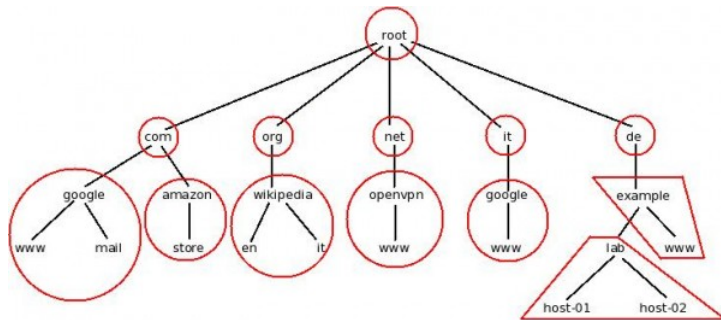 root
com org net it de
google amazon wikipedia openvpn google example
www mail store en it www www lab www
host-01 host-02